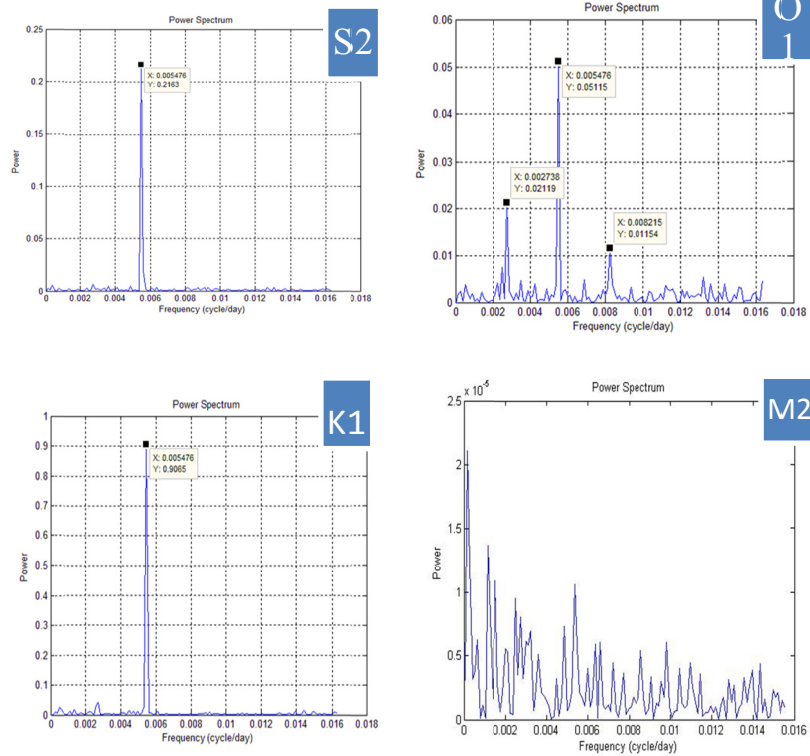 Power Spectrum
S2
0.25
0.2
0.15
0.1
0.05
0
Power
X: 0.005476
Y: 0.2163
0 0.002 0.004 0.006 0.008 0.01 0.012 0.014 0.016 0.018
Frequency (cycle/day)
Power Spectrum
O
1
0.06
0.05
0.04
0.03
0.02
0.01
0
Power
X: 0.005476
Y: 0.05115
X: 0.002738
Y: 0.02119
X: 0.008215
Y: 0.01154
0 0.002 0.004 0.006 0.008 0.01 0.012 0.014 0.016 0.018
Frequency (cycle/day)
Power Spectrum
K1
1
0.9
0.8
0.7
0.6
0.5
0.4
0.3
0.2
0.1
0
Power
X: 0.005476
Y: 0.9065
0 0.002 0.004 0.006 0.008 0.01 0.012 0.014 0.016 0.018
Frequency (cycle/day)
Power Spectrum
M2
x 10⁻⁵
2.5
2
1.5
1
0.5
0
Power
0 0.002 0.004 0.006 0.008 0.01 0.012 0.014 0.016
Frequency (cycle/day)